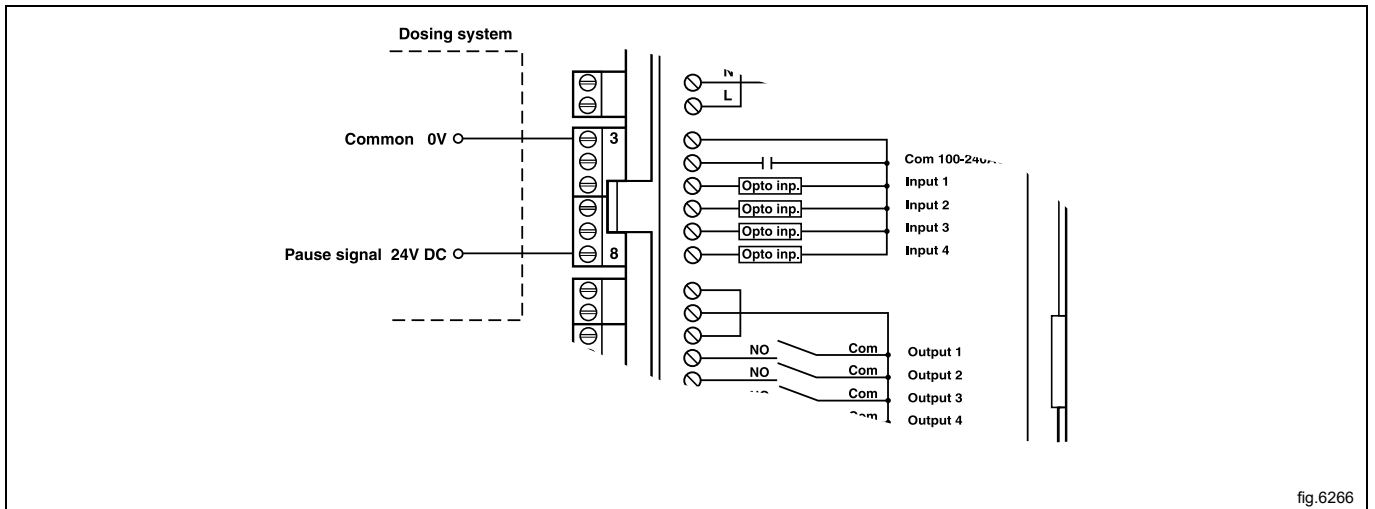 Dosing system
L
Common 0V
3
Com
Input 1
Opto inp.
Input 2
Opto inp.
Input 3
Opto inp.
Pause signal 24V DC
8
Input 4
Opto inp.
NO
Com
Output 1
NO
Com
Output 2
Com
Output 3
Output 4
fig.6266